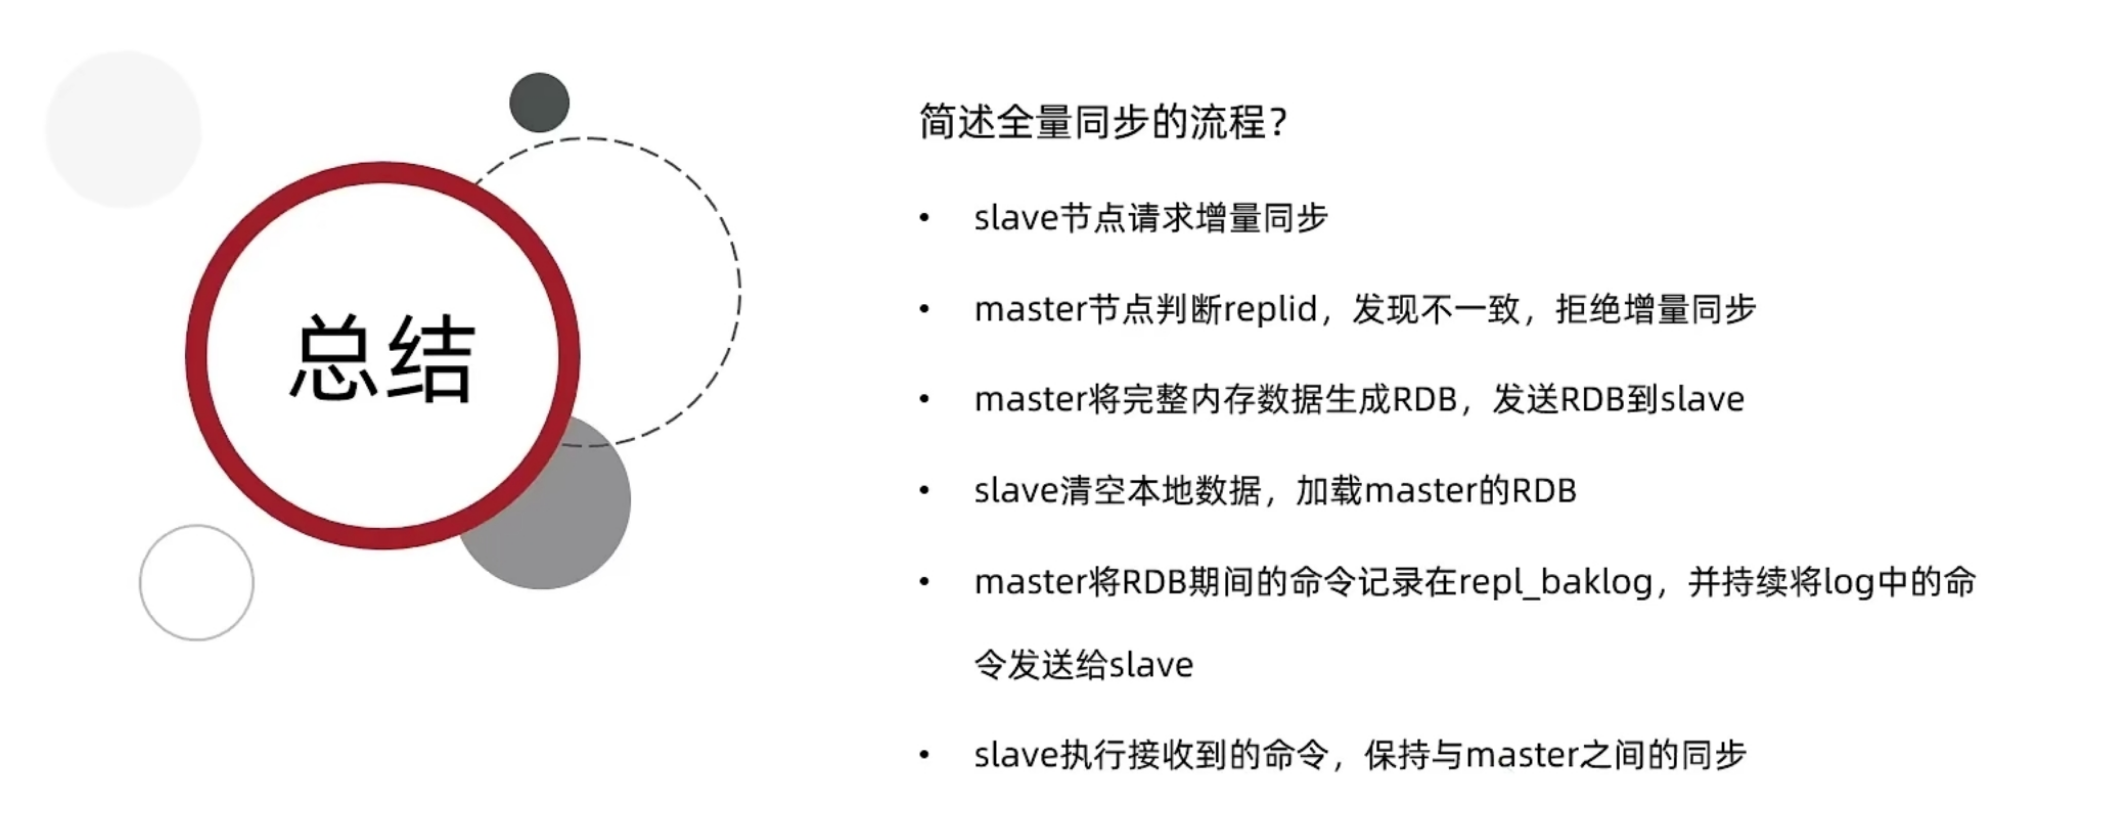 总结
简述全量同步的流程？
• slave节点请求增量同步
• master节点判断replid，发现不一致，拒绝增量同步
• master将完整内存数据生成RDB，发送RDB到slave
• slave清空本地数据，加载master的RDB
• master将RDB期间的命令记录在repl_baklog，并持续将log中的命
令发送给slave
• slave执行接收到的命令，保持与master之间的同步